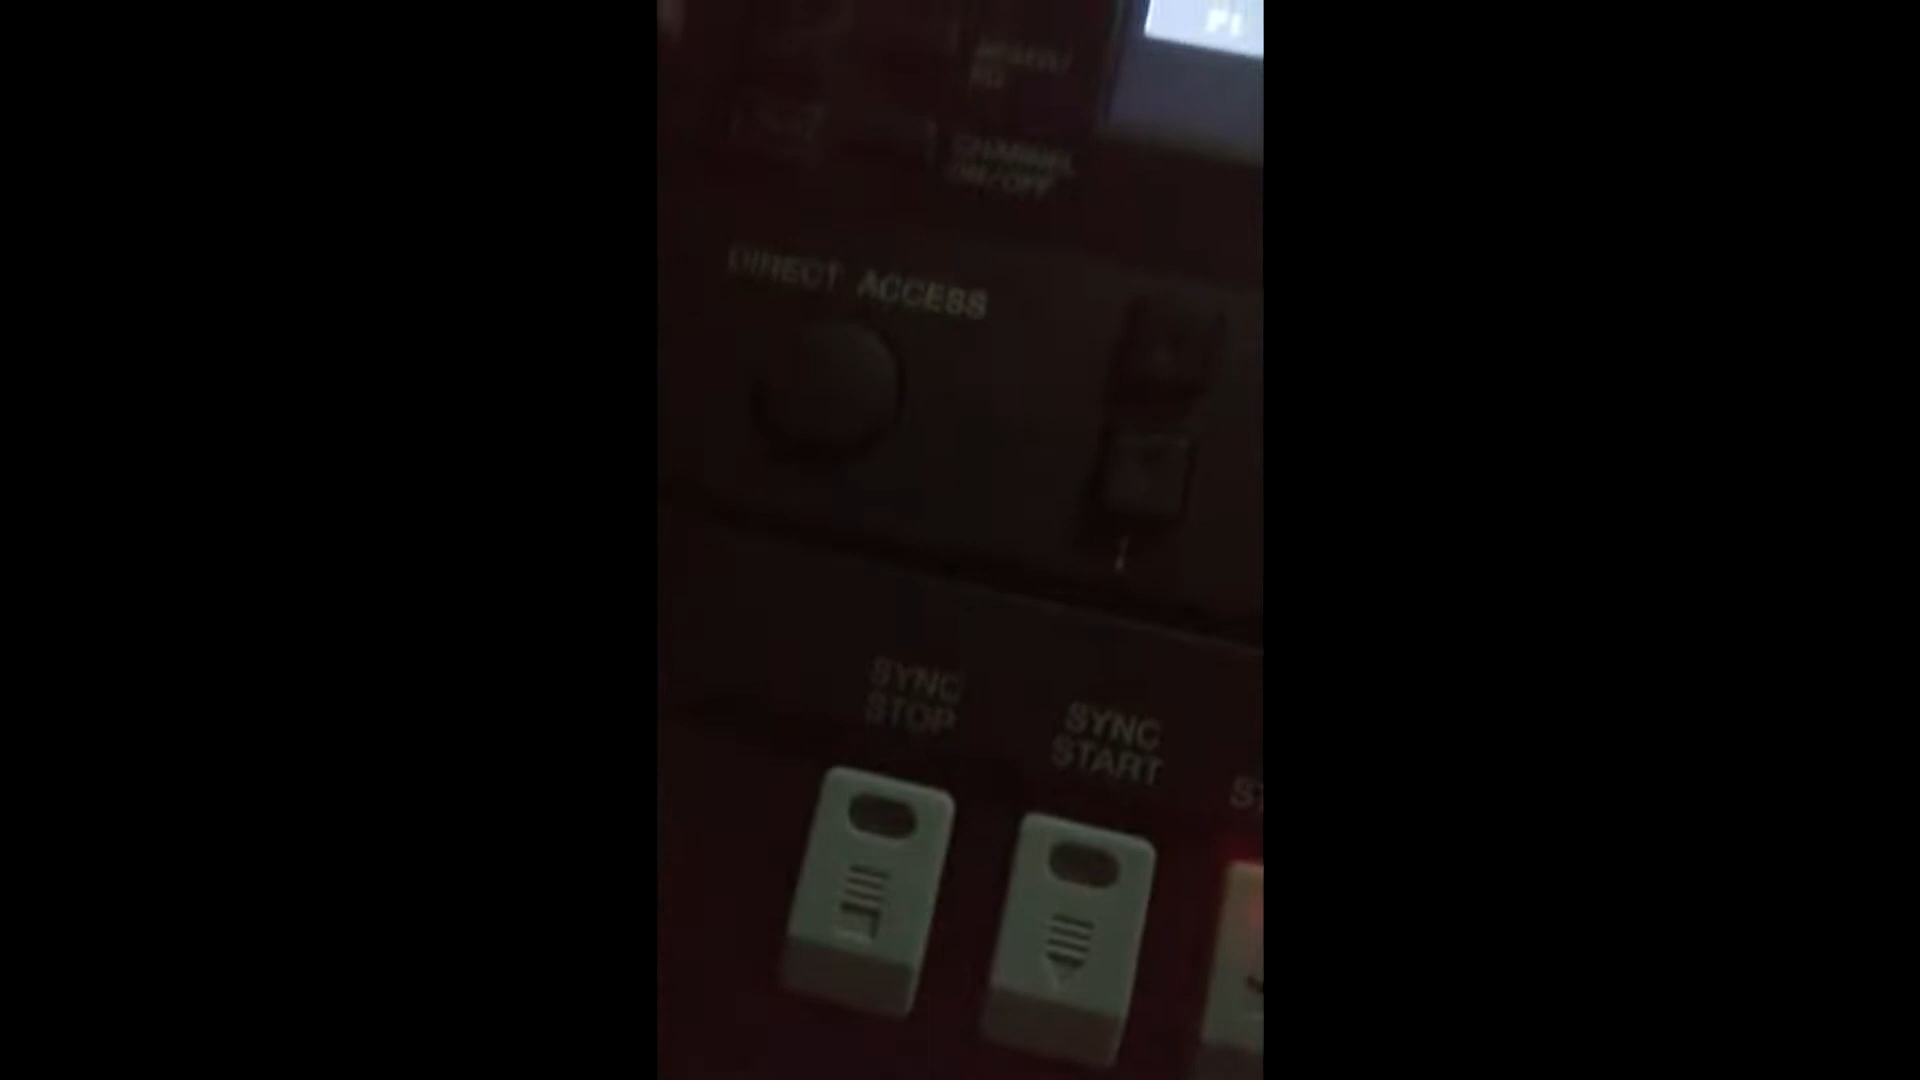 CHANNEL
ON/OFF
DIRECT ACCESS
SYNC
STOP
SYNC
START